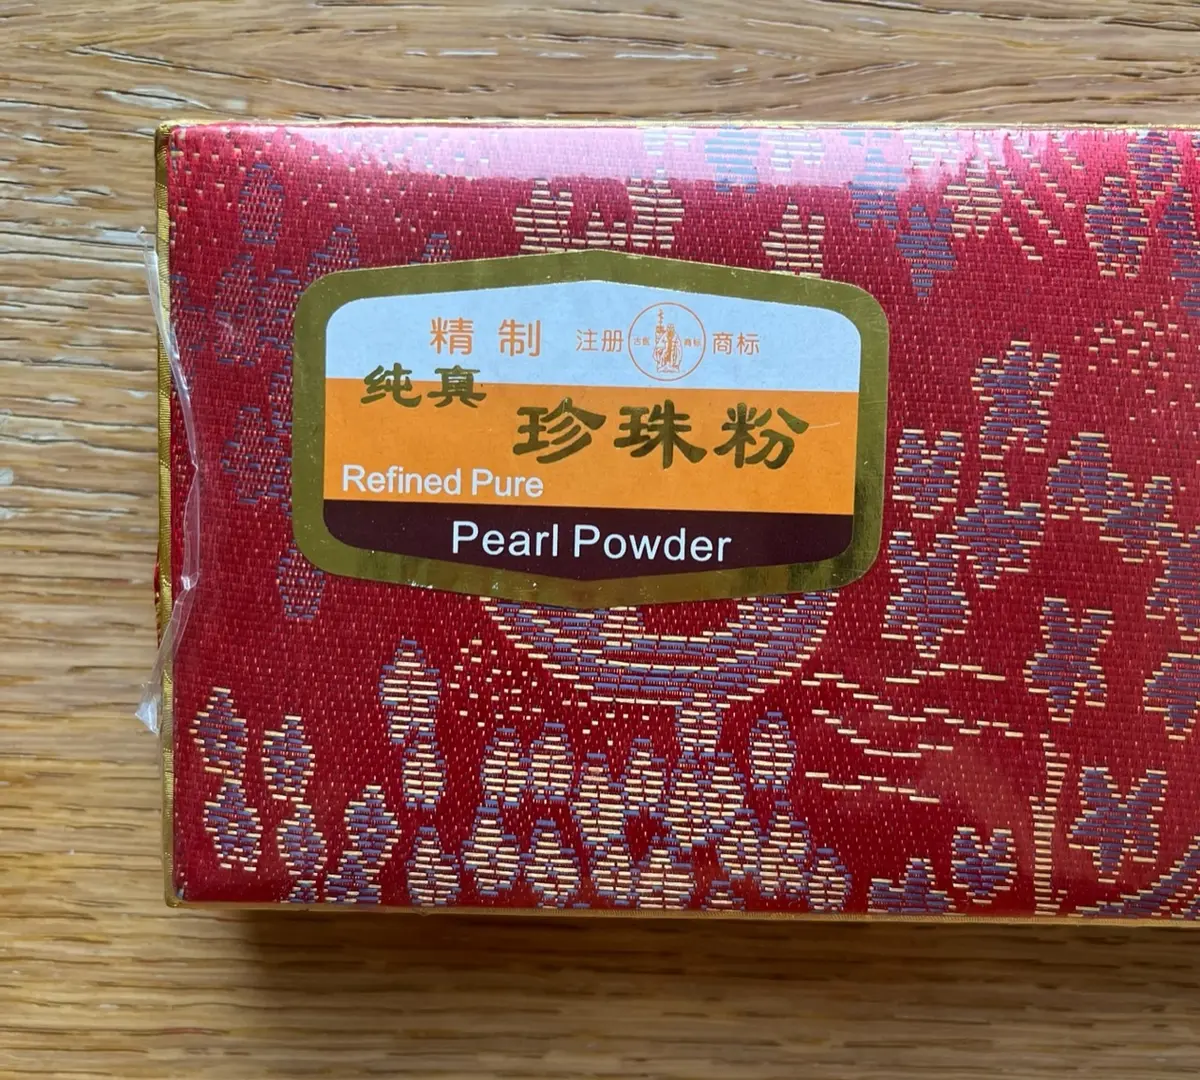 精制 注册 商标
纯真
珍珠粉
Refined Pure
Pearl Powder